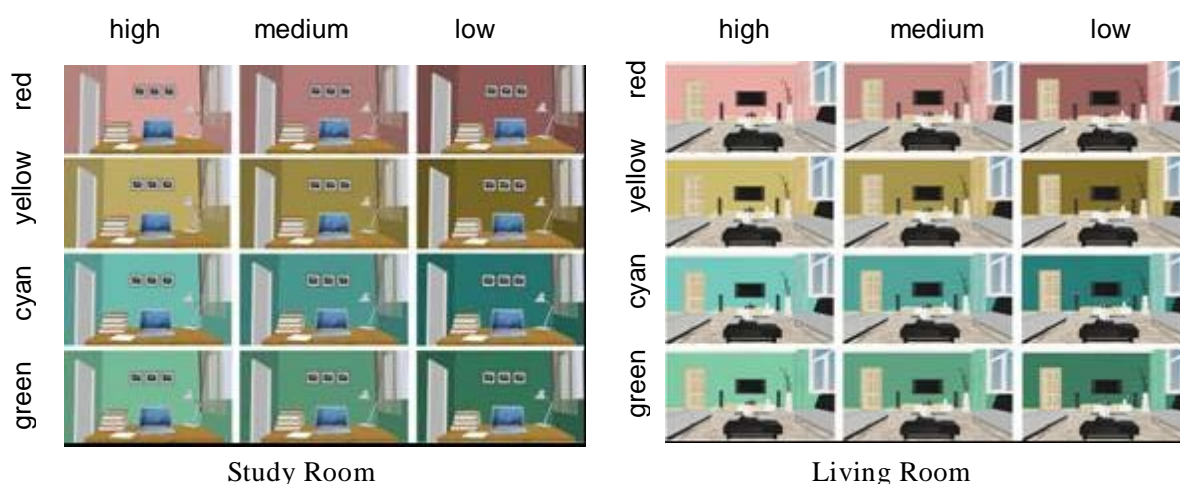 high medium low
red
yellow
cyan
green
Study Room
high medium low
red
yellow
cyan
green
Living Room